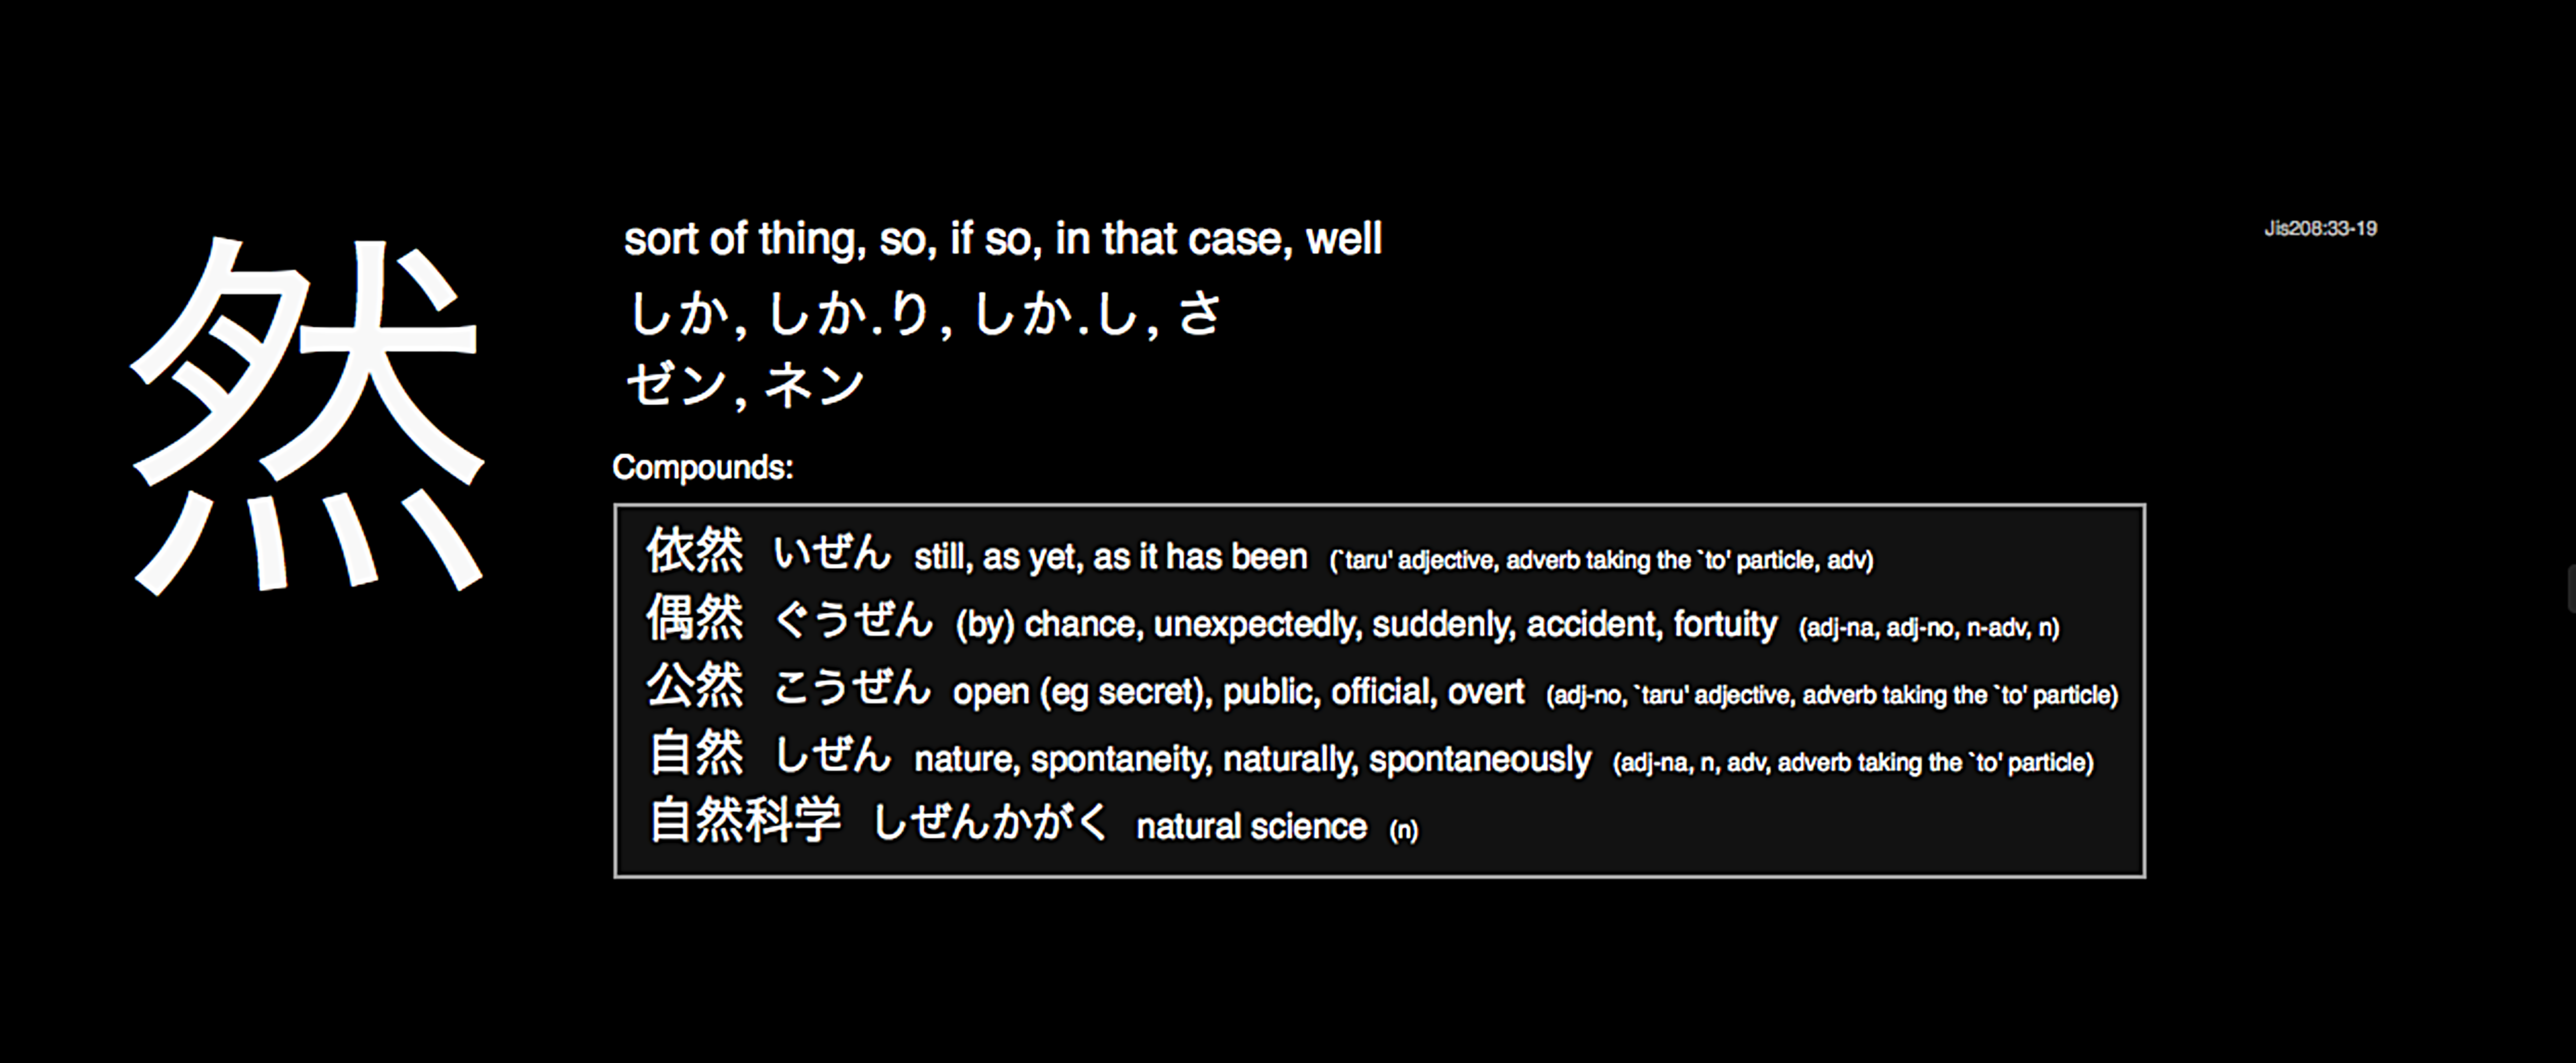 然
sort of thing, so, if so, in that case, well
Jis208:33-19
しか, しか.り, しか.し, さ
ゼン, ネン
Compounds:
依然 いぜん still, as yet, as it has been (`taru' adjective, adverb taking the `to' particle, adv)
偶然 ぐうぜん (by) chance, unexpectedly, suddenly, accident, fortuity (adj-na, adj-no, n-adv, n)
公然 こうぜん open (eg secret), public, official, overt (adj-no, `taru' adjective, adverb taking the `to' particle)
自然 しぜん nature, spontaneity, naturally, spontaneously (adj-na, n, adv, adverb taking the `to' particle)
自然科学 しぜんかがく natural science (n)